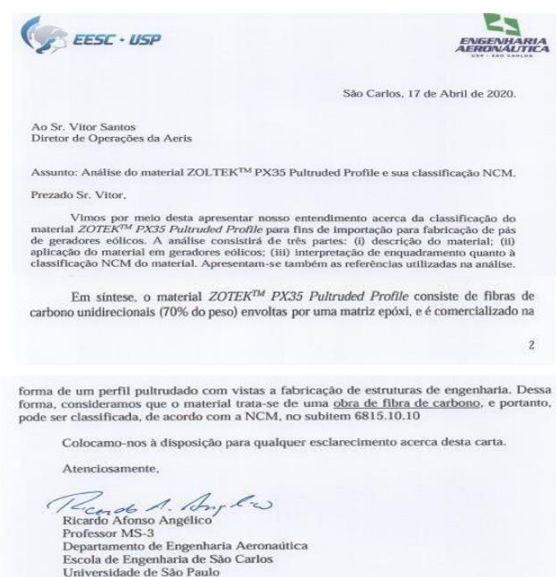 EESC • USP
ENGENHARIA
AERONÁUTICA
USP - SÃO CARLOS
São Carlos, 17 de Abril de 2020.
Ao Sr. Vitor Santos
Diretor de Operações da Aeris
Assunto: Análise do material ZOLTEK™ PX35 Pultruded Profile e sua classificação NCM.
Prezado Sr. Vitor,
Vimos por meio desta apresentar nosso entendimento acerca da classificação do
material ZOTEK™ PX35 Pultruded Profile para fins de importação para fabricação de pás
de geradores eólicos. A análise consistirá de três partes: (i) descrição do material; (ii)
aplicação do material em geradores eólicos; (iii) interpretação de enquadramento quanto à
classificação NCM do material. Apresentam-se também as referências utilizadas na análise.
Em síntese, o material ZOTEK™ PX35 Pultruded Profile consiste de fibras de
carbono unidirecionais (70% do peso) envoltas por uma matriz epóxi, e é comercializado na
2
forma de um perfil pultrudado com vistas a fabricação de estruturas de engenharia. Dessa
forma, consideramos que o material trata-se de uma obra de fibra de carbono, e portanto,
pode ser classificada, de acordo com a NCM, no subitem 6815.10.10
Colocamo-nos à disposição para qualquer esclarecimento acerca desta carta.
Atenciosamente,
Ricardo A. Angélico
Ricardo Afonso Angélico
Professor MS-3
Departamento de Engenharia Aeronaútica
Escola de Engenharia de São Carlos
Universidade de São Paulo